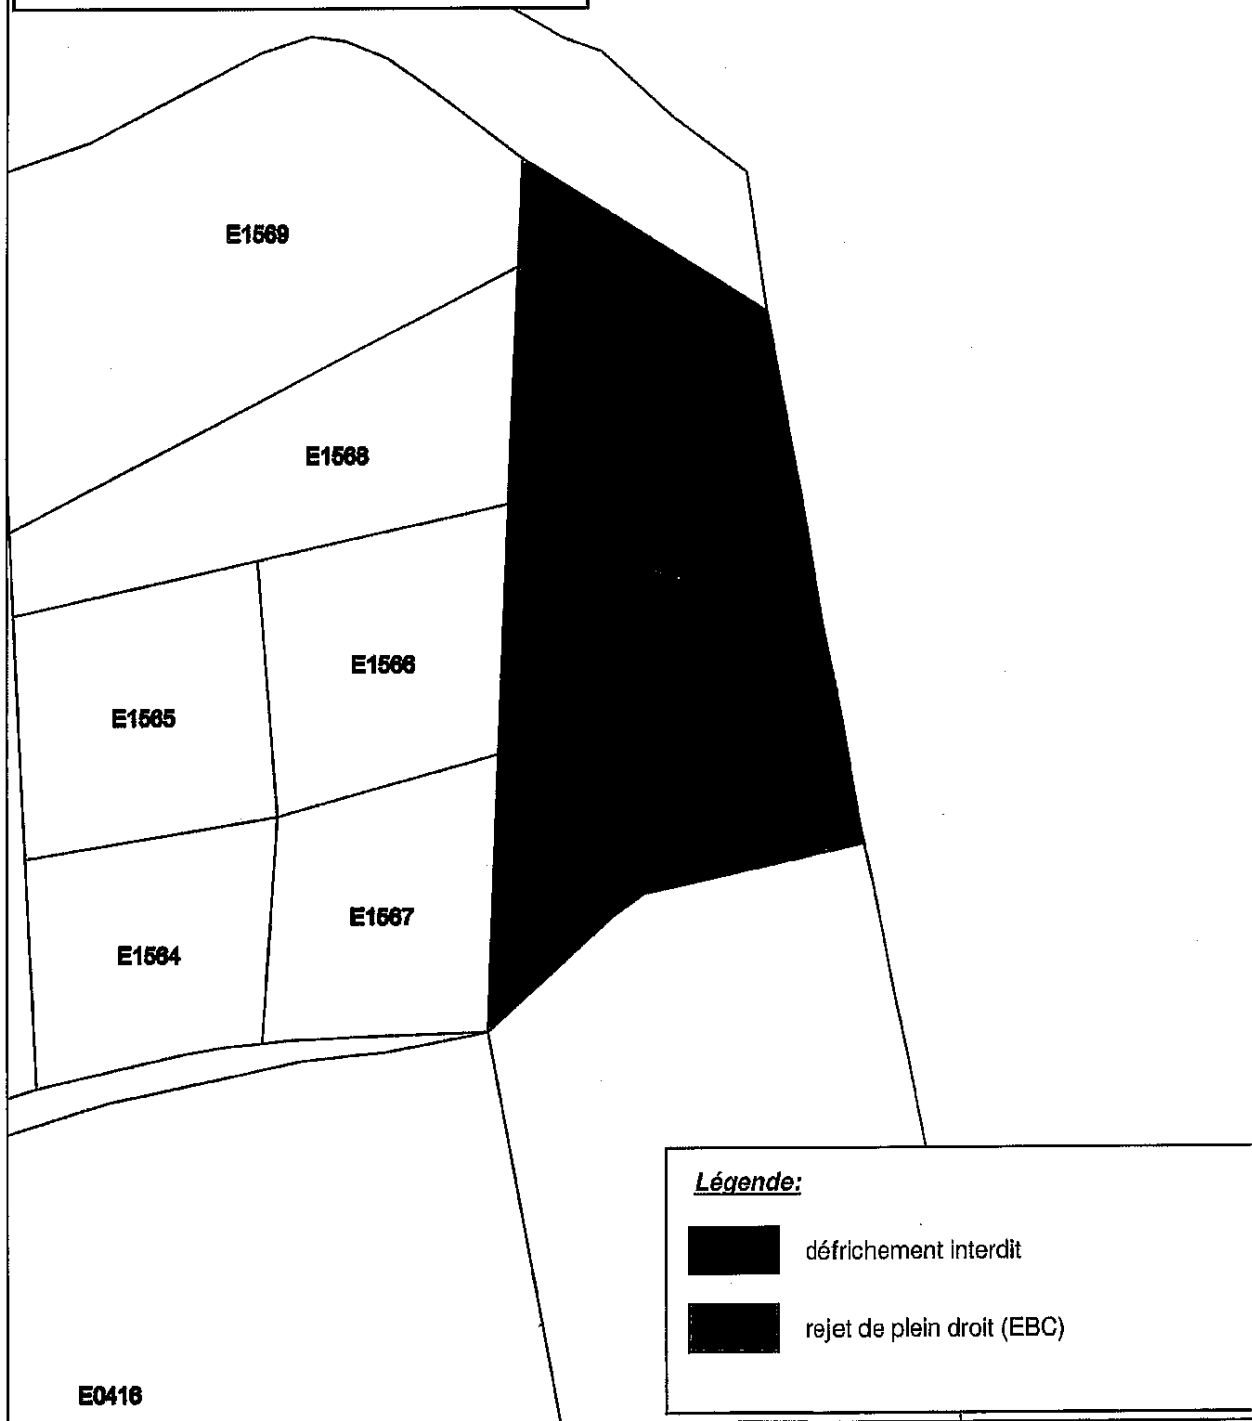 E1569
E1568
E1566
E1565
E1567
E1564
Légende:
défrichement interdit
rejet de plein droit (EBC)
E0416